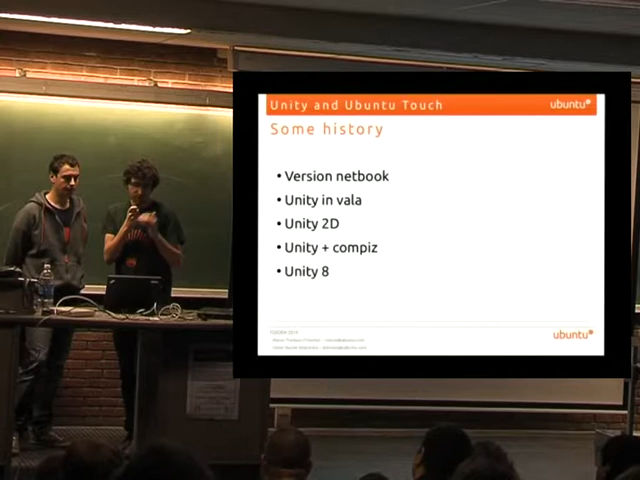 Unity and Ubuntu Touch
ubuntu
Some history
• Version netbook
• Unity in vala
• Unity 2D
• Unity + compiz
• Unity 8
ubuntu